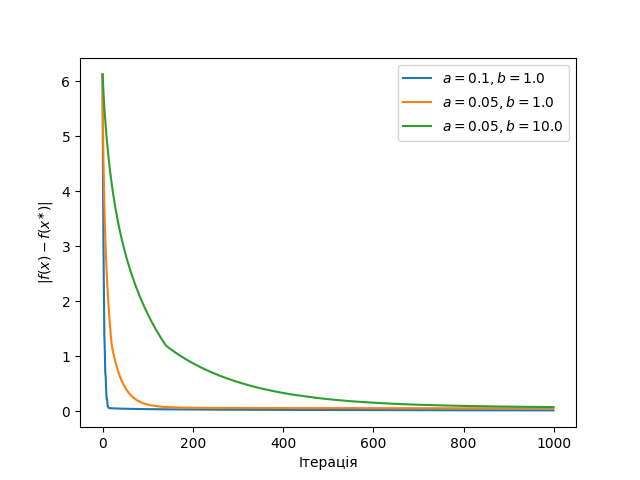 a = 0.1, b = 1.0
a = 0.05, b = 1.0
a = 0.05, b = 10.0
|f(x) − f(x*)|
6
5
4
3
2
1
0
0 200 400 600 800 1000
Ітерація